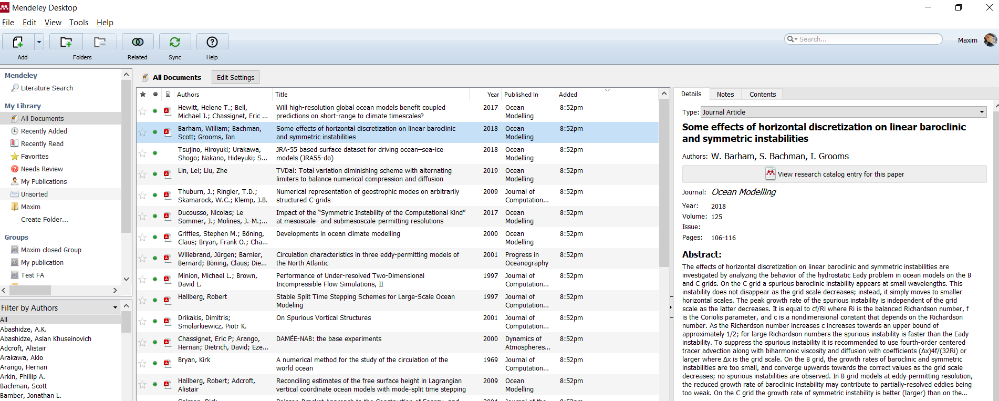 Mendeley Desktop
File Edit View Tools Help
Search...
Maxim
Add Folders Related Sync Help
Mendeley
Literature Search
My Library
All Documents
Recently Added
Recently Read
Favorites
Needs Review
My Publications
Unsorted
Maxim
Create Folder...
Groups
Maxim closed Group
My publication
Test FA
Filter by Authors
All
Abashidze, A.K.
Abashidze, Aslan Khuseinovich
Adcroft, Alistair
Arakawa, Akio
Arango, Hernan
Arkin, Phillip A.
Bachman, Scott
Bamber, Jonathan L.
All Documents Edit Settings
Authors Title Year Published In Added
Hewitt, Helene T.; Bell, Will high-resolution global ocean models benefit coupled 2017 Ocean 8:52pm
Michael J.; Chassignet, Eric ... predictions on short-range to climate timescales? Modelling
Barham, William; Bachman, Some effects of horizontal discretization on linear baroclinic 2018 Ocean 8:52pm
Scott; Grooms, Ian and symmetric instabilities Modelling
Tsujino, Hiroyuki; Urakawa, JRA-55 based surface dataset for driving ocean–sea-ice 2018 Ocean 8:52pm
Shogo; Nakano, Hideyuki; S... models (JRA55-do) Modelling
Lin, Lei; Liu, Zhe TVDal: Total variation diminishing scheme with alternating 2019 Ocean 8:52pm
limiters to balance numerical compression and diffusion Modelling
Thuburn, J.; Ringler, T.D.; Numerical representation of geostrophic modes on arbitrarily 2009 Journal of 8:52pm
Skamarock, W.C.; Klemp, J.B. structured C-grids Computation...
Ducousso, Nicolas; Le Impact of the “Symmetric Instability of the Computational Kind” 2017 Ocean 8:52pm
Sommer, J.; Molines, J.-M.;... at mesoscale- and submesoscale-permitting resolutions Modelling
Griffies, Stephen M.; Böning, Developments in ocean climate modelling 2000 Ocean 8:52pm
Claus; Bryan, Frank O.; Cha... Modelling
Willebrand, Jürgen; Barnier, Circulation characteristics in three eddy-permitting models of 2001 Progress in 8:52pm
Bernard; Böning, Claus; Die... the North Atlantic Oceanography
Minion, Michael L.; Brown, Performance of Under-resolved Two-Dimensional 1997 Journal of 8:52pm
David L. Incompressible Flow Simulations, II Computation...
Hallberg, Robert Stable Split Time Stepping Schemes for Large-Scale Ocean 1997 Journal of 8:52pm
Modeling Computation...
Drikakis, Dimitris; On Spurious Vortical Structures 2001 Journal of 8:52pm
Smolarkiewicz, Piotr K. Computation...
Chassignet, Eric P; Arango, DAMÉE-NAB: the base experiments 2000 Dynamics of 8:52pm
Hernan; Dietrich, David; Eze... Atmospheres...
Bryan, Kirk A numerical method for the study of the circulation of the 1969 Journal of 8:52pm
world ocean Computation...
Hallberg, Robert; Adcroft, Reconciling estimates of the free surface height in Lagrangian 2009 Ocean 8:52pm
Alistair vertical coordinate ocean models with mode-split time stepping Modelling
Details Notes Contents
Type: Journal Article
Some effects of horizontal discretization on linear baroclinic
and symmetric instabilities
Authors: W. Barham, S. Bachman, I. Grooms
View research catalog entry for this paper
Journal: Ocean Modelling
Year: 2018
Volume: 125
Issue:
Pages: 106-116
Abstract:
The effects of horizontal discretization on linear baroclinic and symmetric instabilities are
investigated by analyzing the behavior of the hydrostatic Eady problem in ocean models on the B
and C grids. On the C grid a spurious baroclinic instability appears at small wavelengths. This
instability does not disappear as the grid scale decreases; instead, it simply moves to smaller
horizontal scales. The peak growth rate of the spurious instability is independent of the grid
scale as the latter decreases. It is equal to cf/Ri where Ri is the balanced Richardson number, f
is the Coriolis parameter, and c is a nondimensional constant that depends on the Richardson
number. As the Richardson number increases c increases towards an upper bound of
approximately 1/2; for large Richardson numbers the spurious instability is faster than the Eady
instability. To suppress the spurious instability it is recommended to use fourth-order centered
tracer advection along with biharmonic viscosity and diffusion with coefficients (Δx)4f/(32Ri) or
larger where Δx is the grid scale. On the B grid, the growth rates of baroclinic and symmetric
instabilities are too small, and converge upwards towards the correct values as the grid scale
decreases; no spurious instabilities are observed. In B grid models at eddy-permitting resolution,
the reduced growth rate of baroclinic instability may contribute to partially-resolved eddies being
too weak. On the C grid the growth rate of symmetric instability is better (larger) than on the...